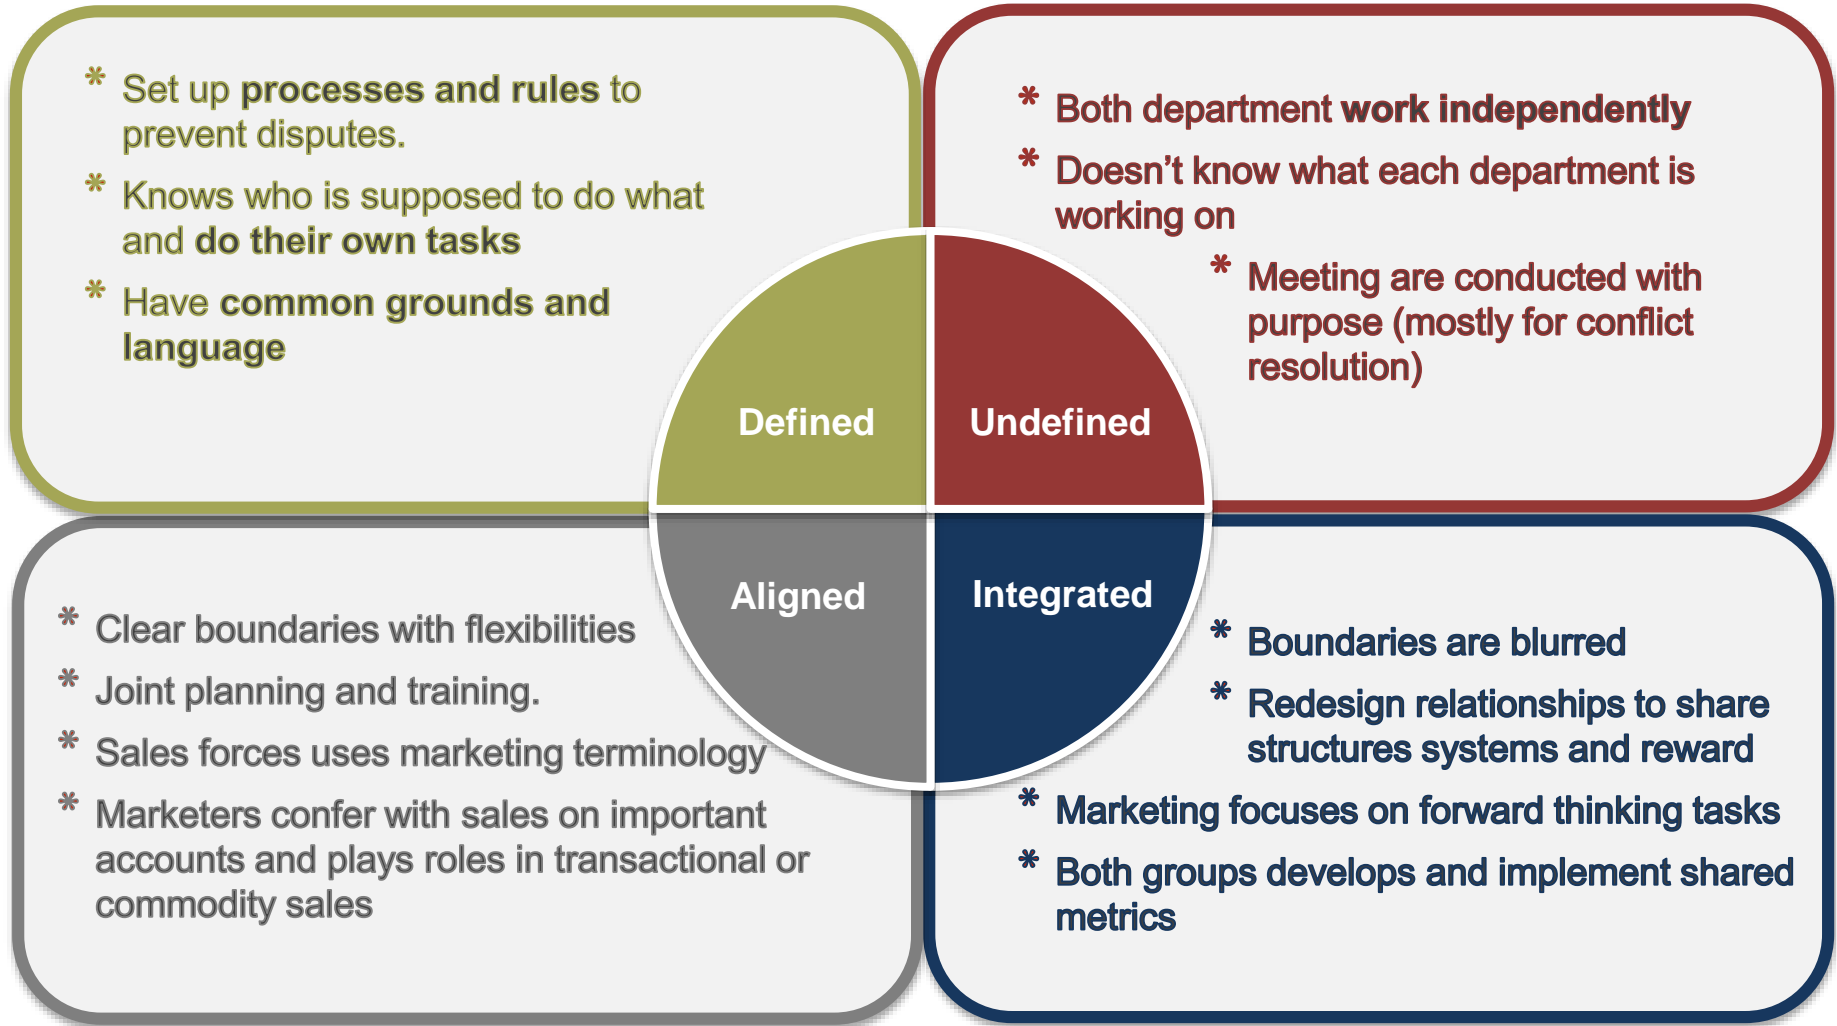 * Set up processes and rules to
prevent disputes.
* Knows who is supposed to do what
and do their own tasks
* Have common grounds and
language
Defined
* Both department work independently
* Doesn’t know what each department is
working on
* Meeting are conducted with
purpose (mostly for conflict
resolution)
Undefined
Aligned
* Clear boundaries with flexibilities
* Joint planning and training.
* Sales forces uses marketing terminology
* Marketers confer with sales on important
accounts and plays roles in transactional or
commodity sales
Integrated
* Boundaries are blurred
* Redesign relationships to share
structures systems and reward
* Marketing focuses on forward thinking tasks
* Both groups develops and implement shared
metrics